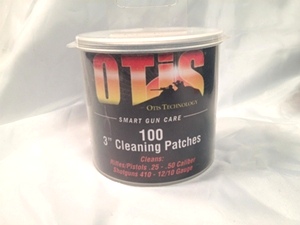 OTIS
OTIS TECHNOLOGY
SMART GUN CARE
100
3" Cleaning Patches
Cleans:
Rifles/Pistols .25 - .50 Caliber
Shotguns 410 - 12/10 Gauge